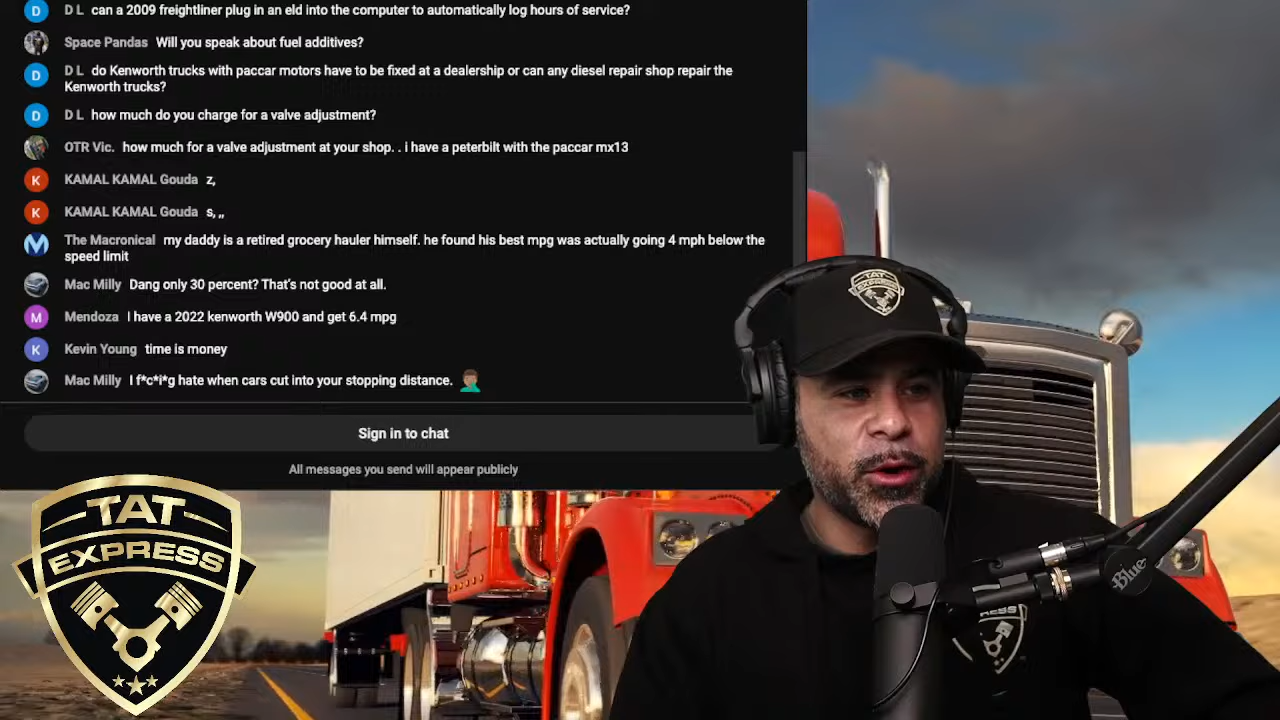 D
D L can a 2009 freightliner plug in an eld into the computer to automatically log hours of service?
Space Pandas Will you speak about fuel additives?
D
D L do Kenworth trucks with paccar motors have to be fixed at a dealership or can any diesel repair shop repair the
Kenworth trucks?
D
D L how much do you charge for a valve adjustment?
OTR Vic. how much for a valve adjustment at your shop. . i have a peterbilt with the paccar mx13
K
KAMAL KAMAL Gouda z,
K
KAMAL KAMAL Gouda s, ,,
The Macronical my daddy is a retired grocery hauler himself. he found his best mpg was actually going 4 mph below the
speed limit
Mac Milly Dang only 30 percent? That's not good at all.
M
Mendoza I have a 2022 kenworth W900 and get 6.4 mpg
K
Kevin Young time is money
Mac Milly I f*c*i*g hate when cars cut into your stopping distance.
Sign in to chat
All messages you send will appear publicly
TAT
EXPRESS
TAT
EXPRESS
Blue
RESS